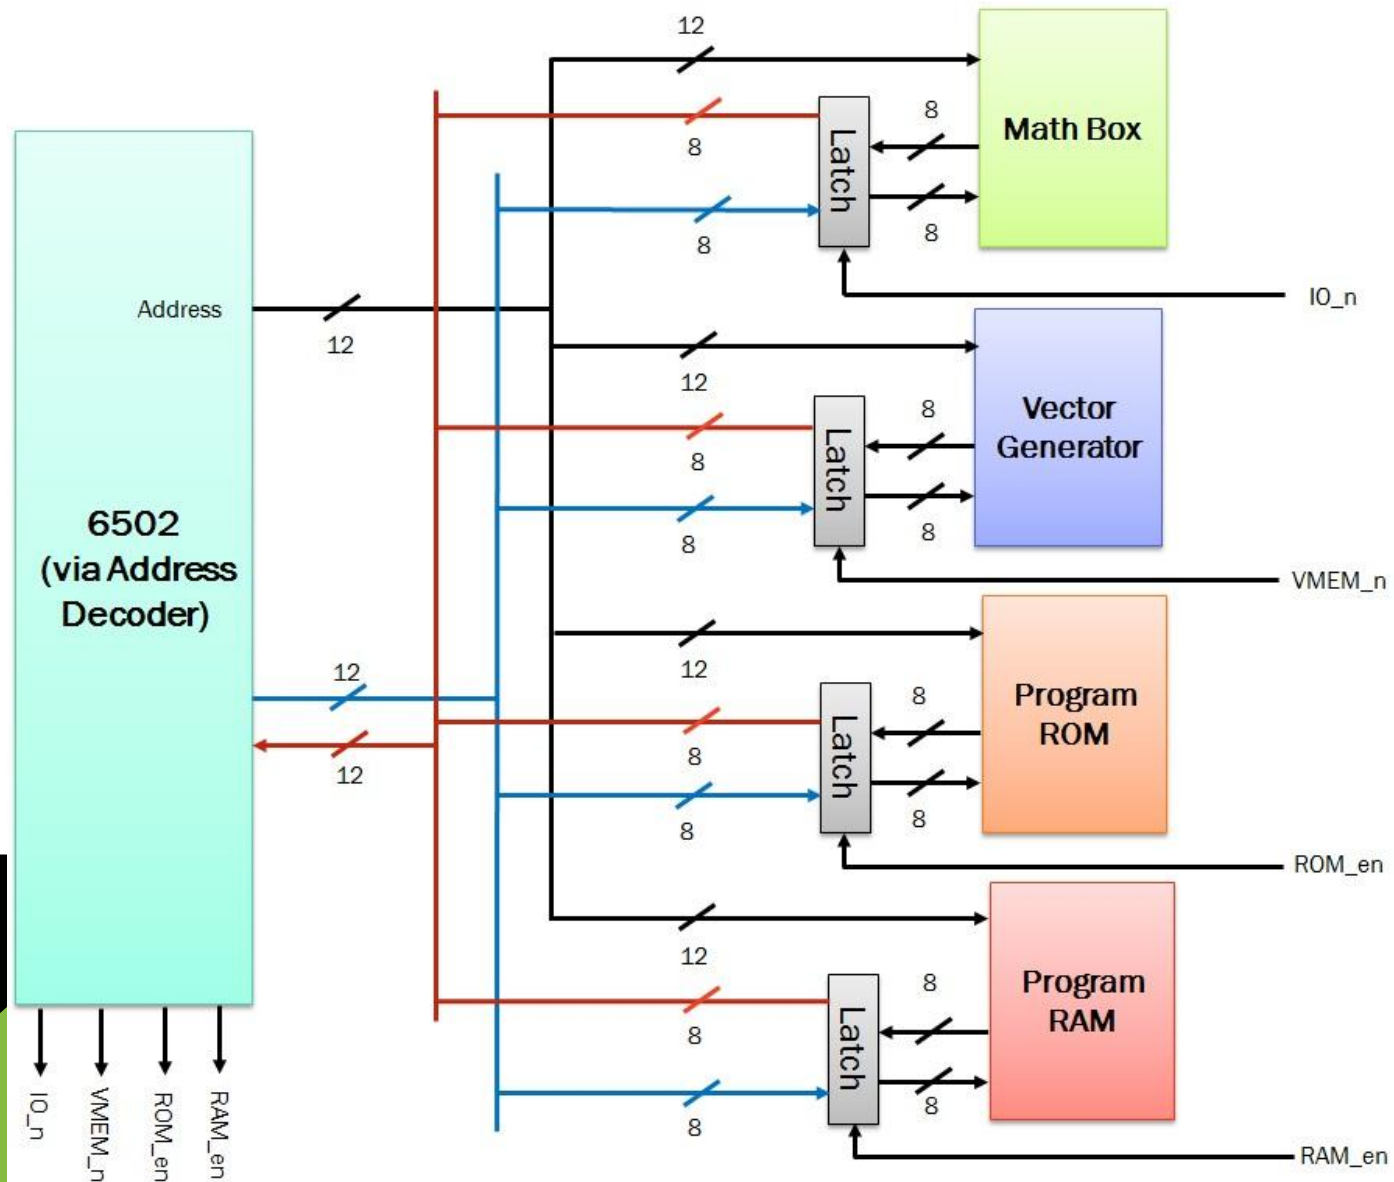 12
8
8
Latch
8
8
Math Box
IO_n
Address
12
12
8
8
Latch
8
8
Vector
Generator
VMEM_n
6502
(via Address
Decoder)
12
12
12
8
8
Latch
8
8
Program
ROM
ROM_en
12
8
8
Latch
8
8
Program
RAM
RAM_en
IO_n
VMEM_n
ROM_en
RAM_en